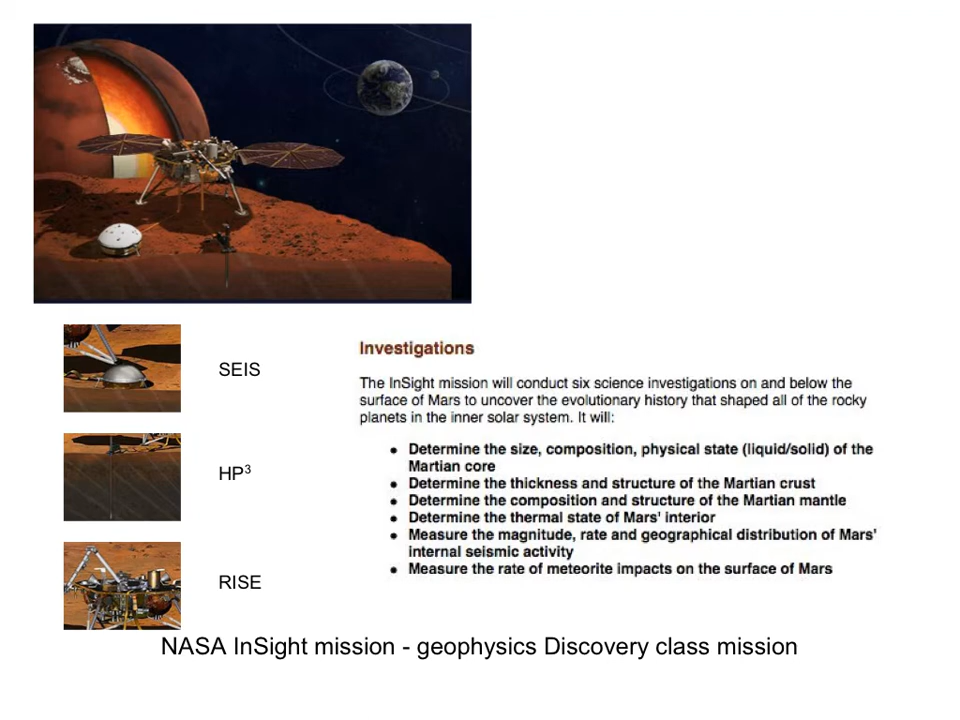 SEIS
HP³
RISE
Investigations
The InSight mission will conduct six science investigations on and below the
surface of Mars to uncover the evolutionary history that shaped all of the rocky
planets in the inner solar system. It will:
• Determine the size, composition, physical state (liquid/solid) of the
Martian core
• Determine the thickness and structure of the Martian crust
• Determine the composition and structure of the Martian mantle
• Determine the thermal state of Mars' interior
• Measure the magnitude, rate and geographical distribution of Mars'
internal seismic activity
• Measure the rate of meteorite impacts on the surface of Mars
NASA InSight mission - geophysics Discovery class mission